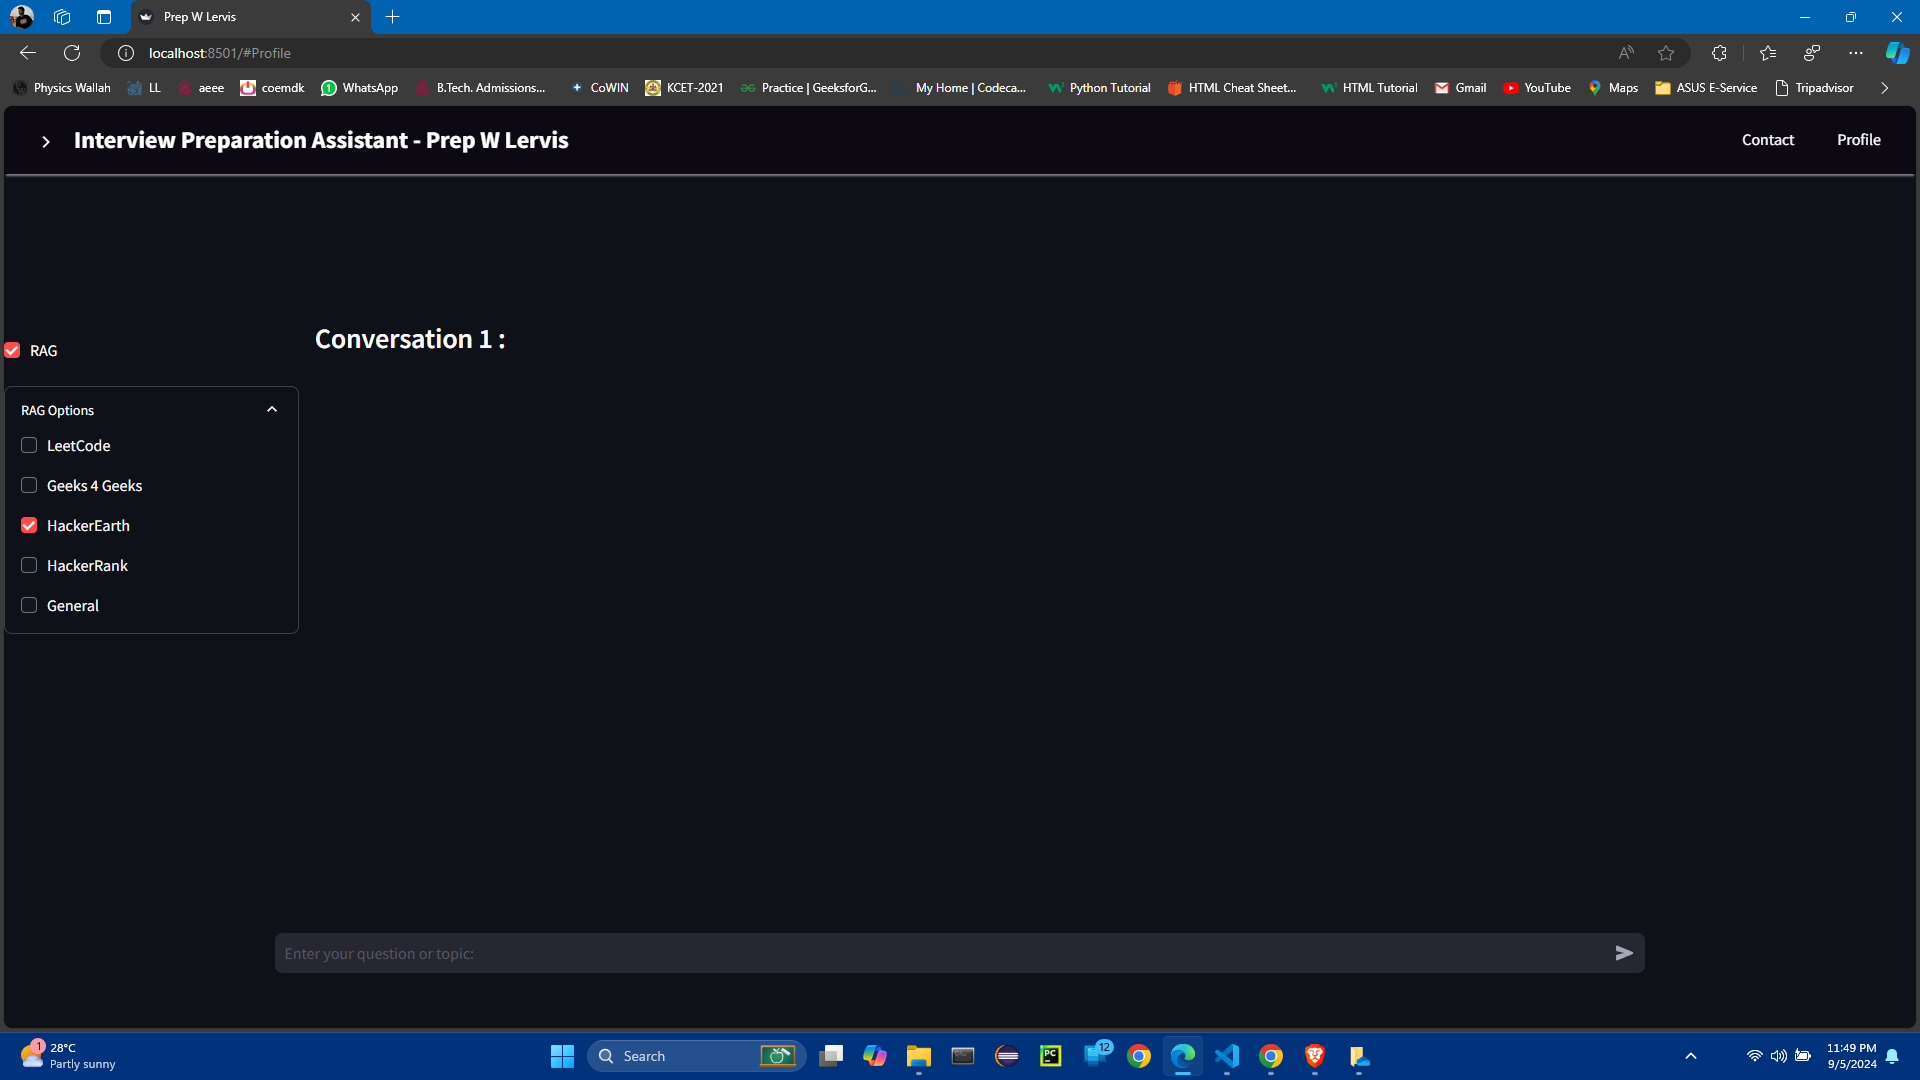 Prep W Lervis
localhost:8501/#Profile
Physics Wallah LL aeee coemdk WhatsApp B.Tech. Admissions... CoWIN KCET-2021 Practice | GeeksforG... My Home | Codeca... Python Tutorial HTML Cheat Sheet... HTML Tutorial Gmail YouTube Maps ASUS E-Service Tripadvisor
Interview Preparation Assistant - Prep W Lervis
Contact Profile
Conversation 1 :
RAG
RAG Options
LeetCode
Geeks 4 Geeks
HackerEarth
HackerRank
General
Enter your question or topic:
1
28°C
Partly sunny
Search
PC
12
11:49 PM
9/5/2024